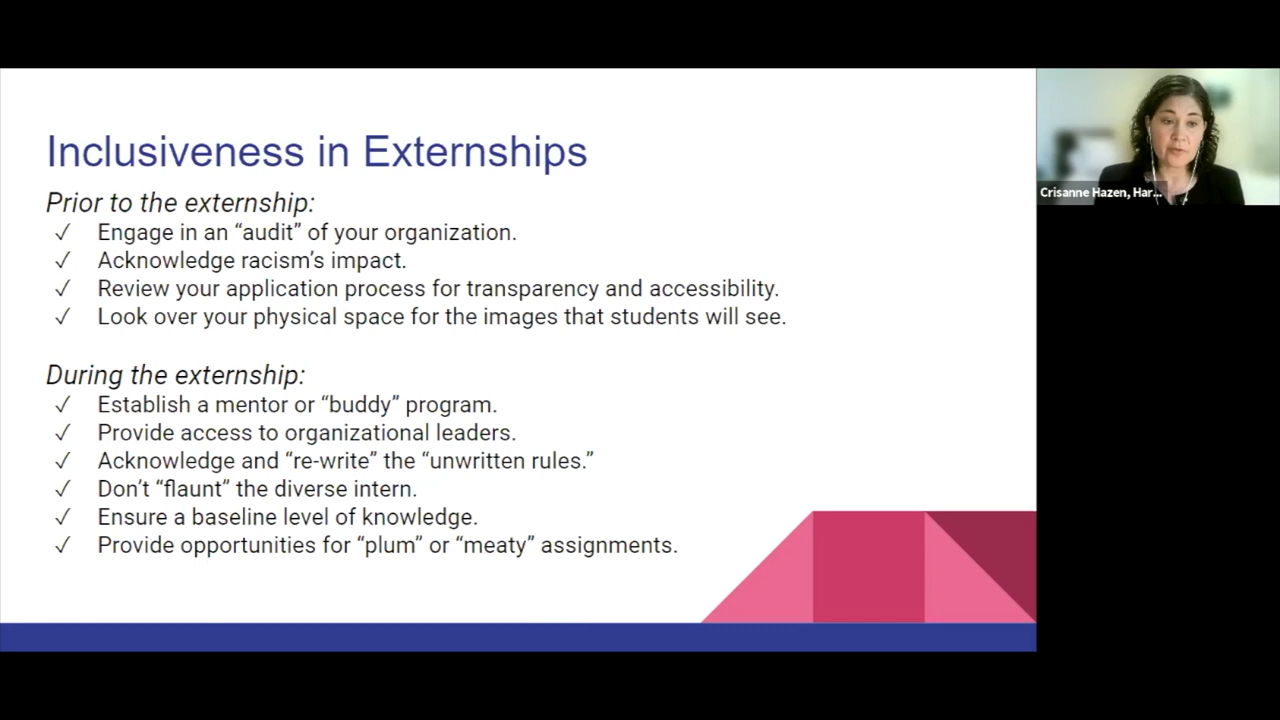 Inclusiveness in Externships
Prior to the externship:
✓ Engage in an “audit” of your organization.
✓ Acknowledge racism’s impact.
✓ Review your application process for transparency and accessibility.
✓ Look over your physical space for the images that students will see.
During the externship:
✓ Establish a mentor or “buddy” program.
✓ Provide access to organizational leaders.
✓ Acknowledge and “re-write” the “unwritten rules.”
✓ Don’t “flaunt” the diverse intern.
✓ Ensure a baseline level of knowledge.
✓ Provide opportunities for “plum” or “meaty” assignments.
Crisanne Hazen, Har...